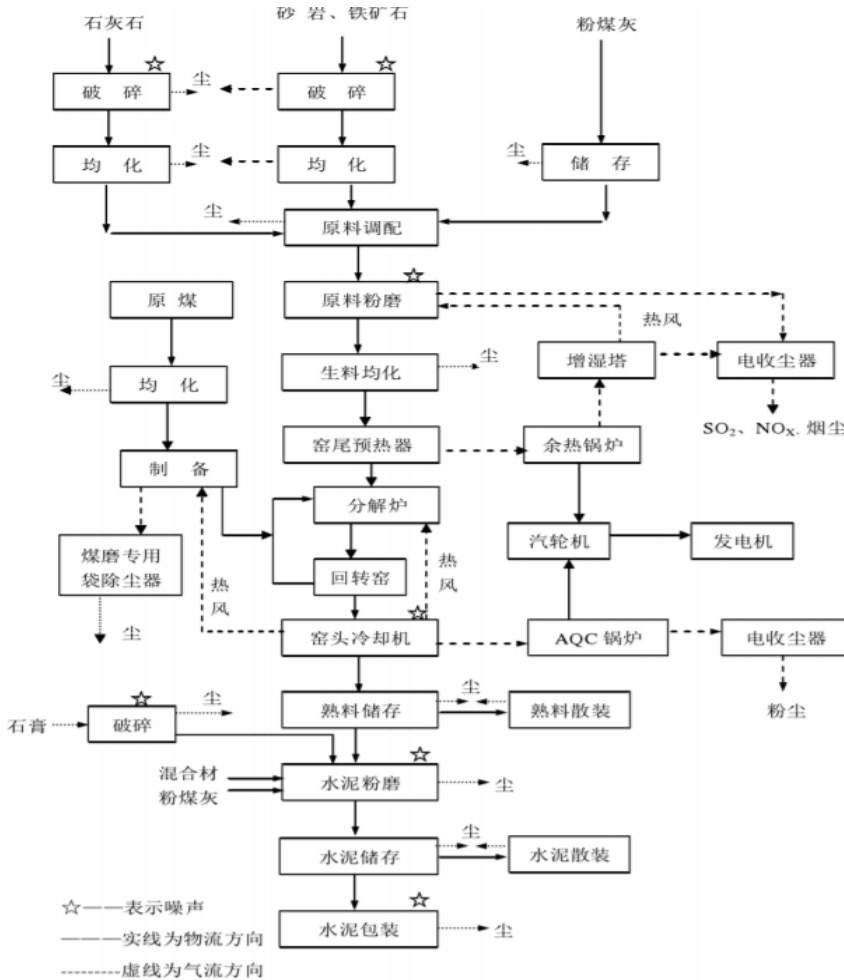 石灰石
砂 岩、铁矿石
粉煤灰
☆
☆
破 碎
尘
破 碎
均 化
尘
均 化
尘
储 存
尘
原料调配
☆
原 煤
原料粉磨
热风
尘
均 化
生料均化
尘
增湿塔
电收尘器
SO₂、NOX. 烟尘
制 备
窑尾预热器
余热锅炉
分解炉
汽轮机
发电机
煤磨专用
袋除尘器
热
风
热
风
回转窑
☆
尘
窑头冷却机
AQC 锅炉
电收尘器
☆
尘
尘
石膏
破碎
熟料储存
熟料散装
粉尘
☆
混合材
粉煤灰
水泥粉磨
尘
尘
水泥储存
水泥散装
☆
水泥包装
尘
☆——表示噪声
———实线为物流方向
--------虚线为气流方向